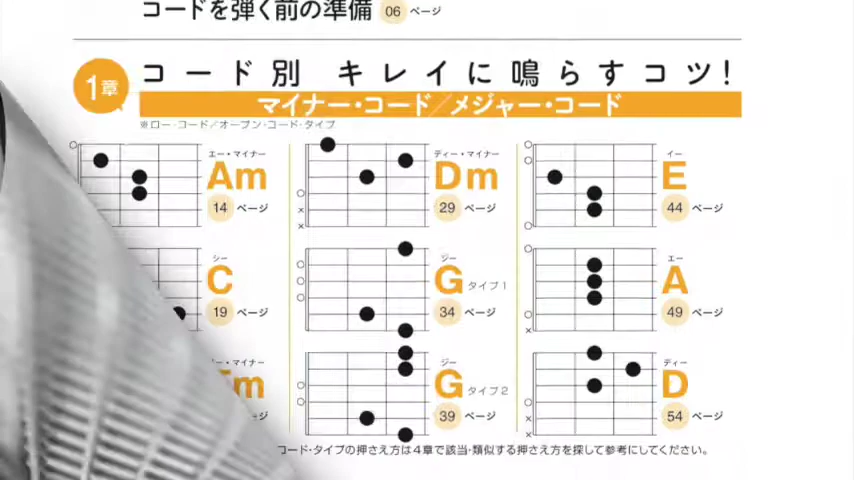 コードを弾く前の準備 06 ページ
1章 コード別 キレイに鳴らすコツ!
マイナー・コード／メジャー・コード
※ロー・コード／オープン・コード・タイプ
エー・マイナー
Am
14 ページ
ディー・マイナー
Dm
29 ページ
イー
E
44 ページ
シー
C
19 ページ
ジー
G タイプ1
34 ページ
エー
A
49 ページ
ー・マイナー
m
ジー
G タイプ2
39 ページ
ディー
D
54 ページ
コード・タイプの押さえ方は4章で該当・類似する押さえ方を探して参考にしてください。